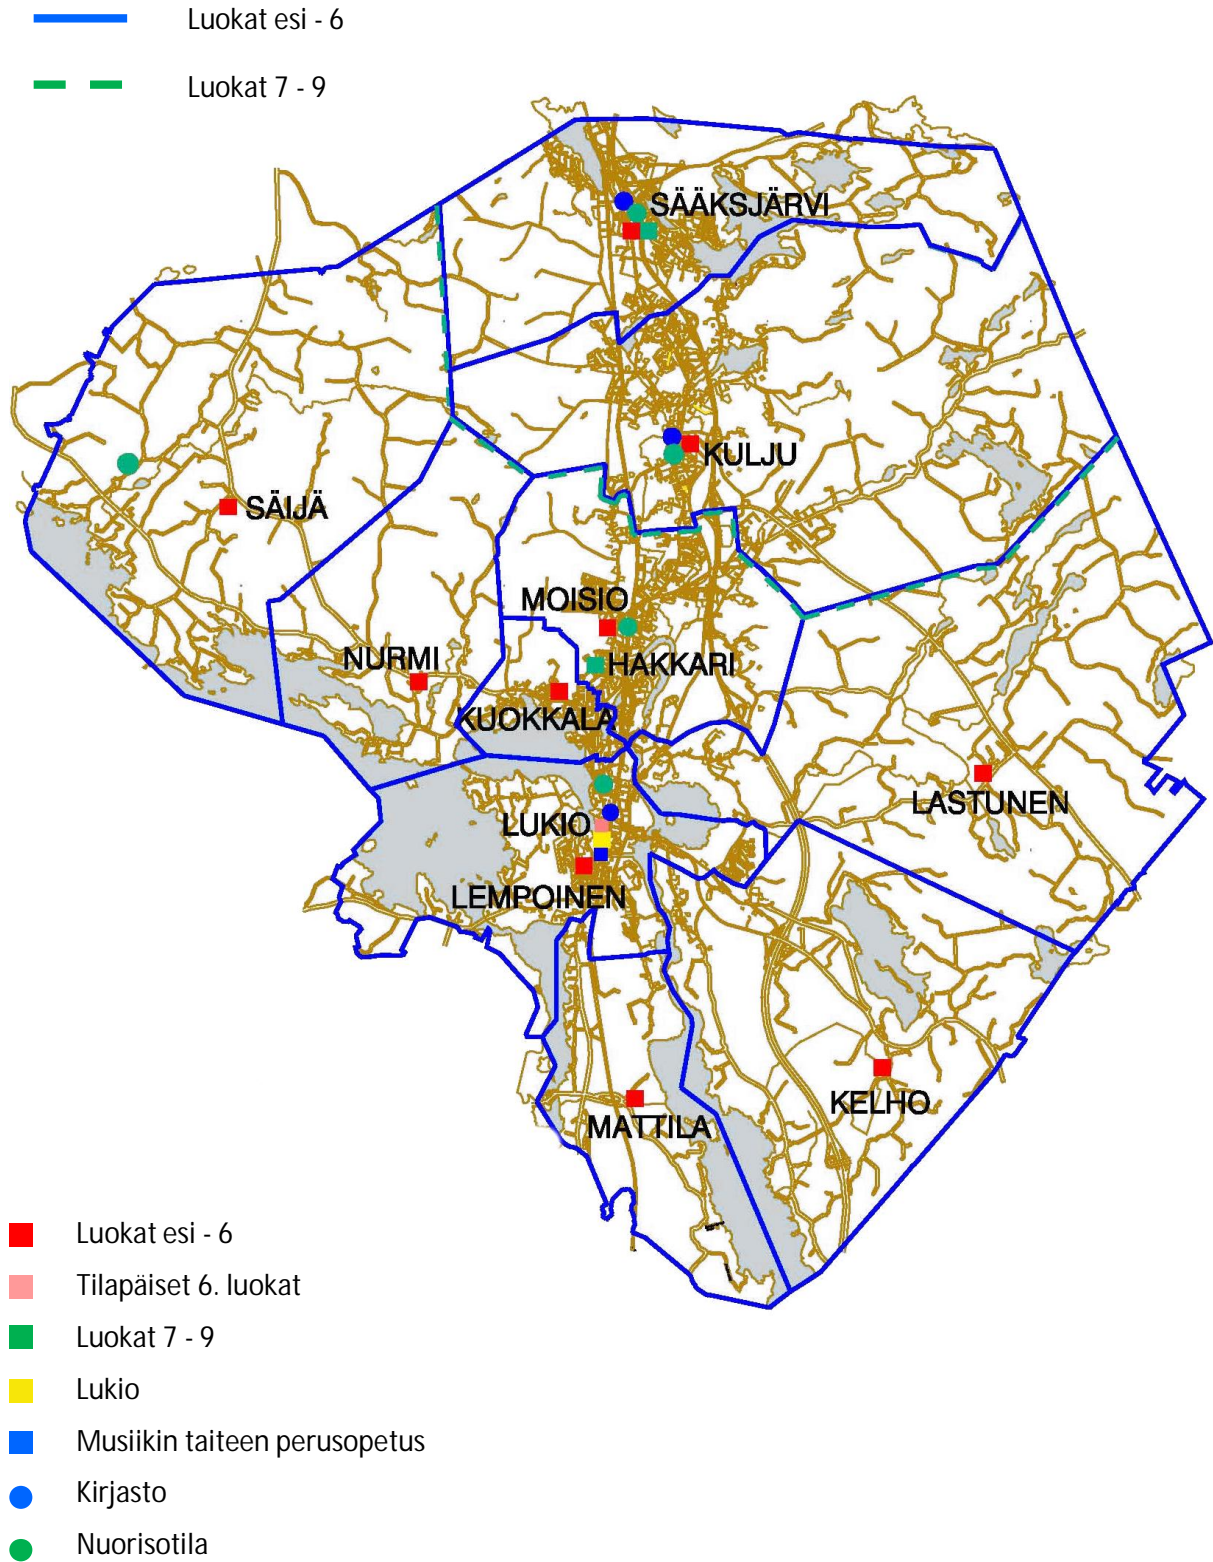 Luokat esi - 6
Luokat 7 - 9
SÄÄKSJÄRVI
KULJU
SÄIJÄ
MOISIO
NURMI
HAKKARI
KUOKKALA
LASTUNEN
LUKIO
LEMPOINEN
KELHO
MATTILA
Luokat esi - 6
Tilapäiset 6. luokat
Luokat 7 - 9
Lukio
Musiikin taiteen perusopetus
Kirjasto
Nuorisotila